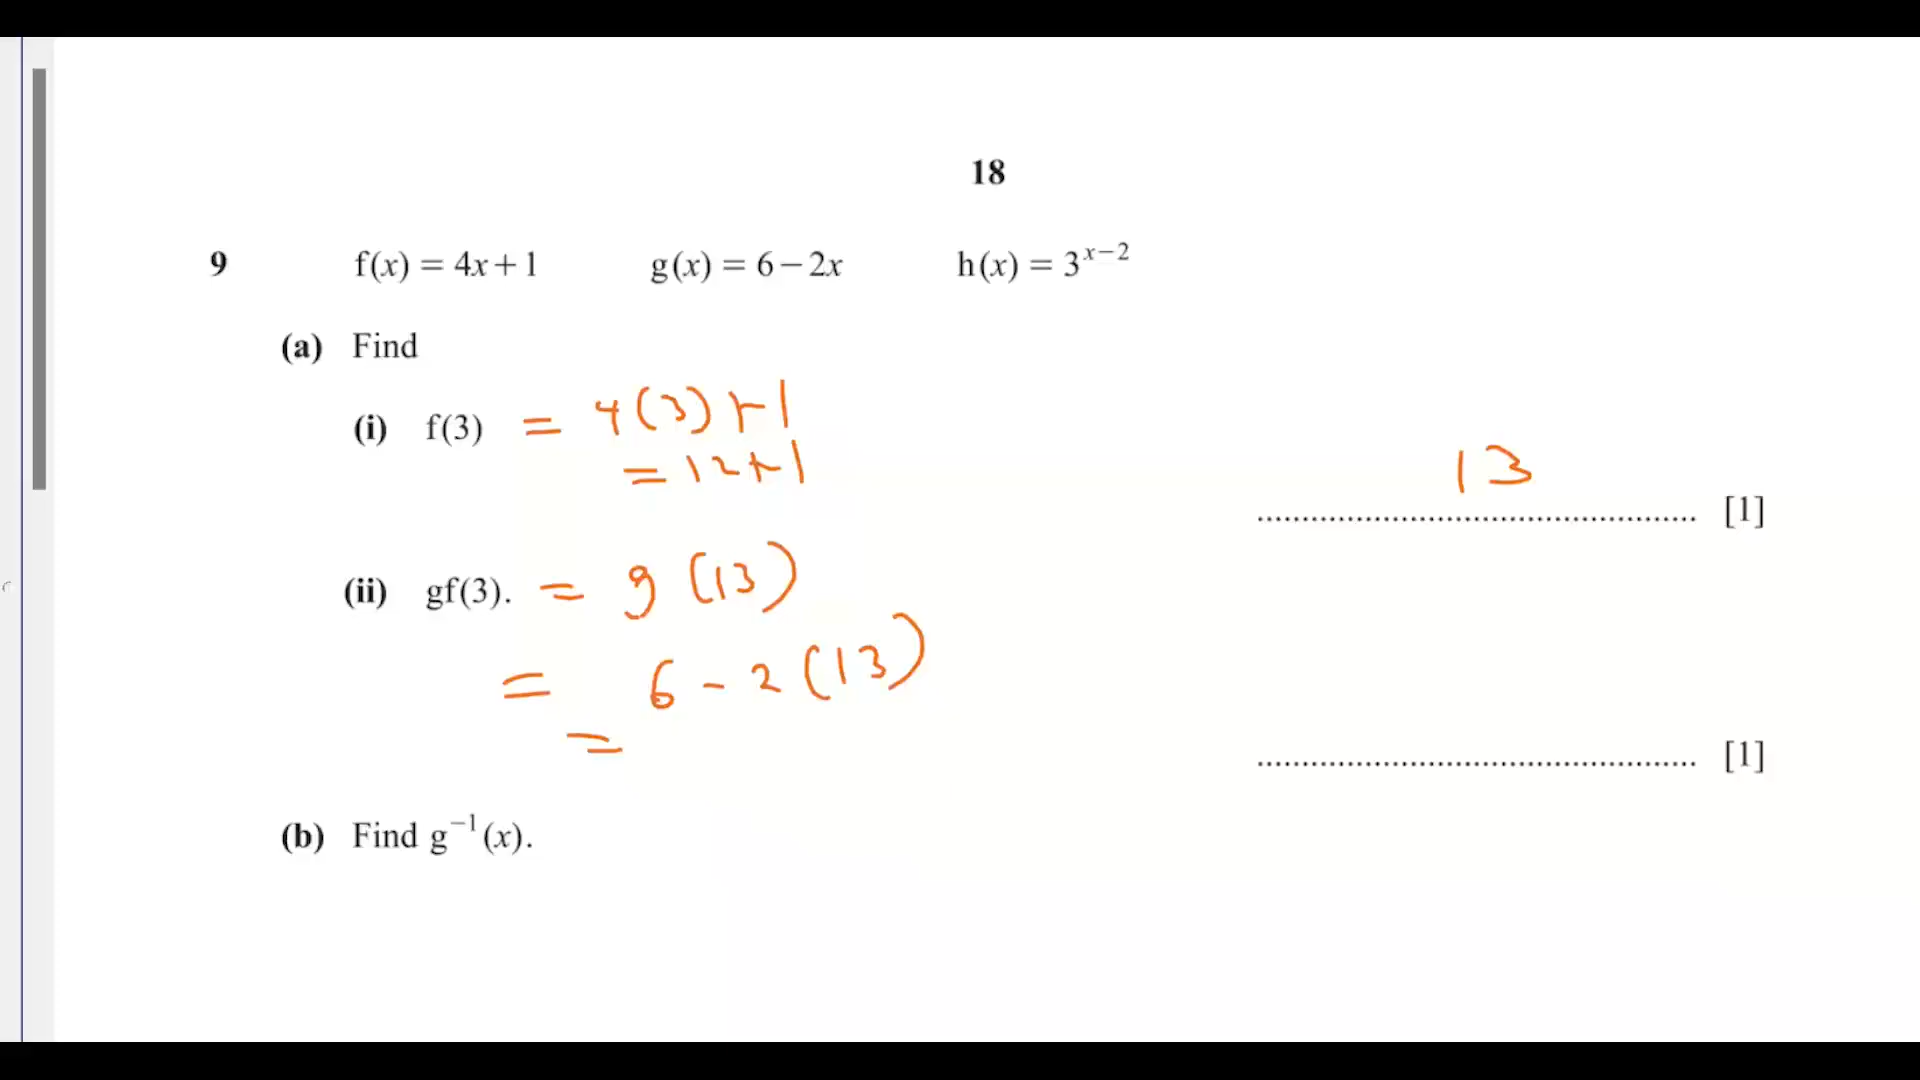 18
9 f(x) = 4x+1 g(x) = 6−2x h(x) = 3^{x−2}
(a) Find
(i) f(3) = 4(3)+1
= 12+1
13
.................................................. [1]
(ii) gf(3). = g(13)
= 6 - 2(13)
=
.................................................. [1]
(b) Find g^{−1}(x).